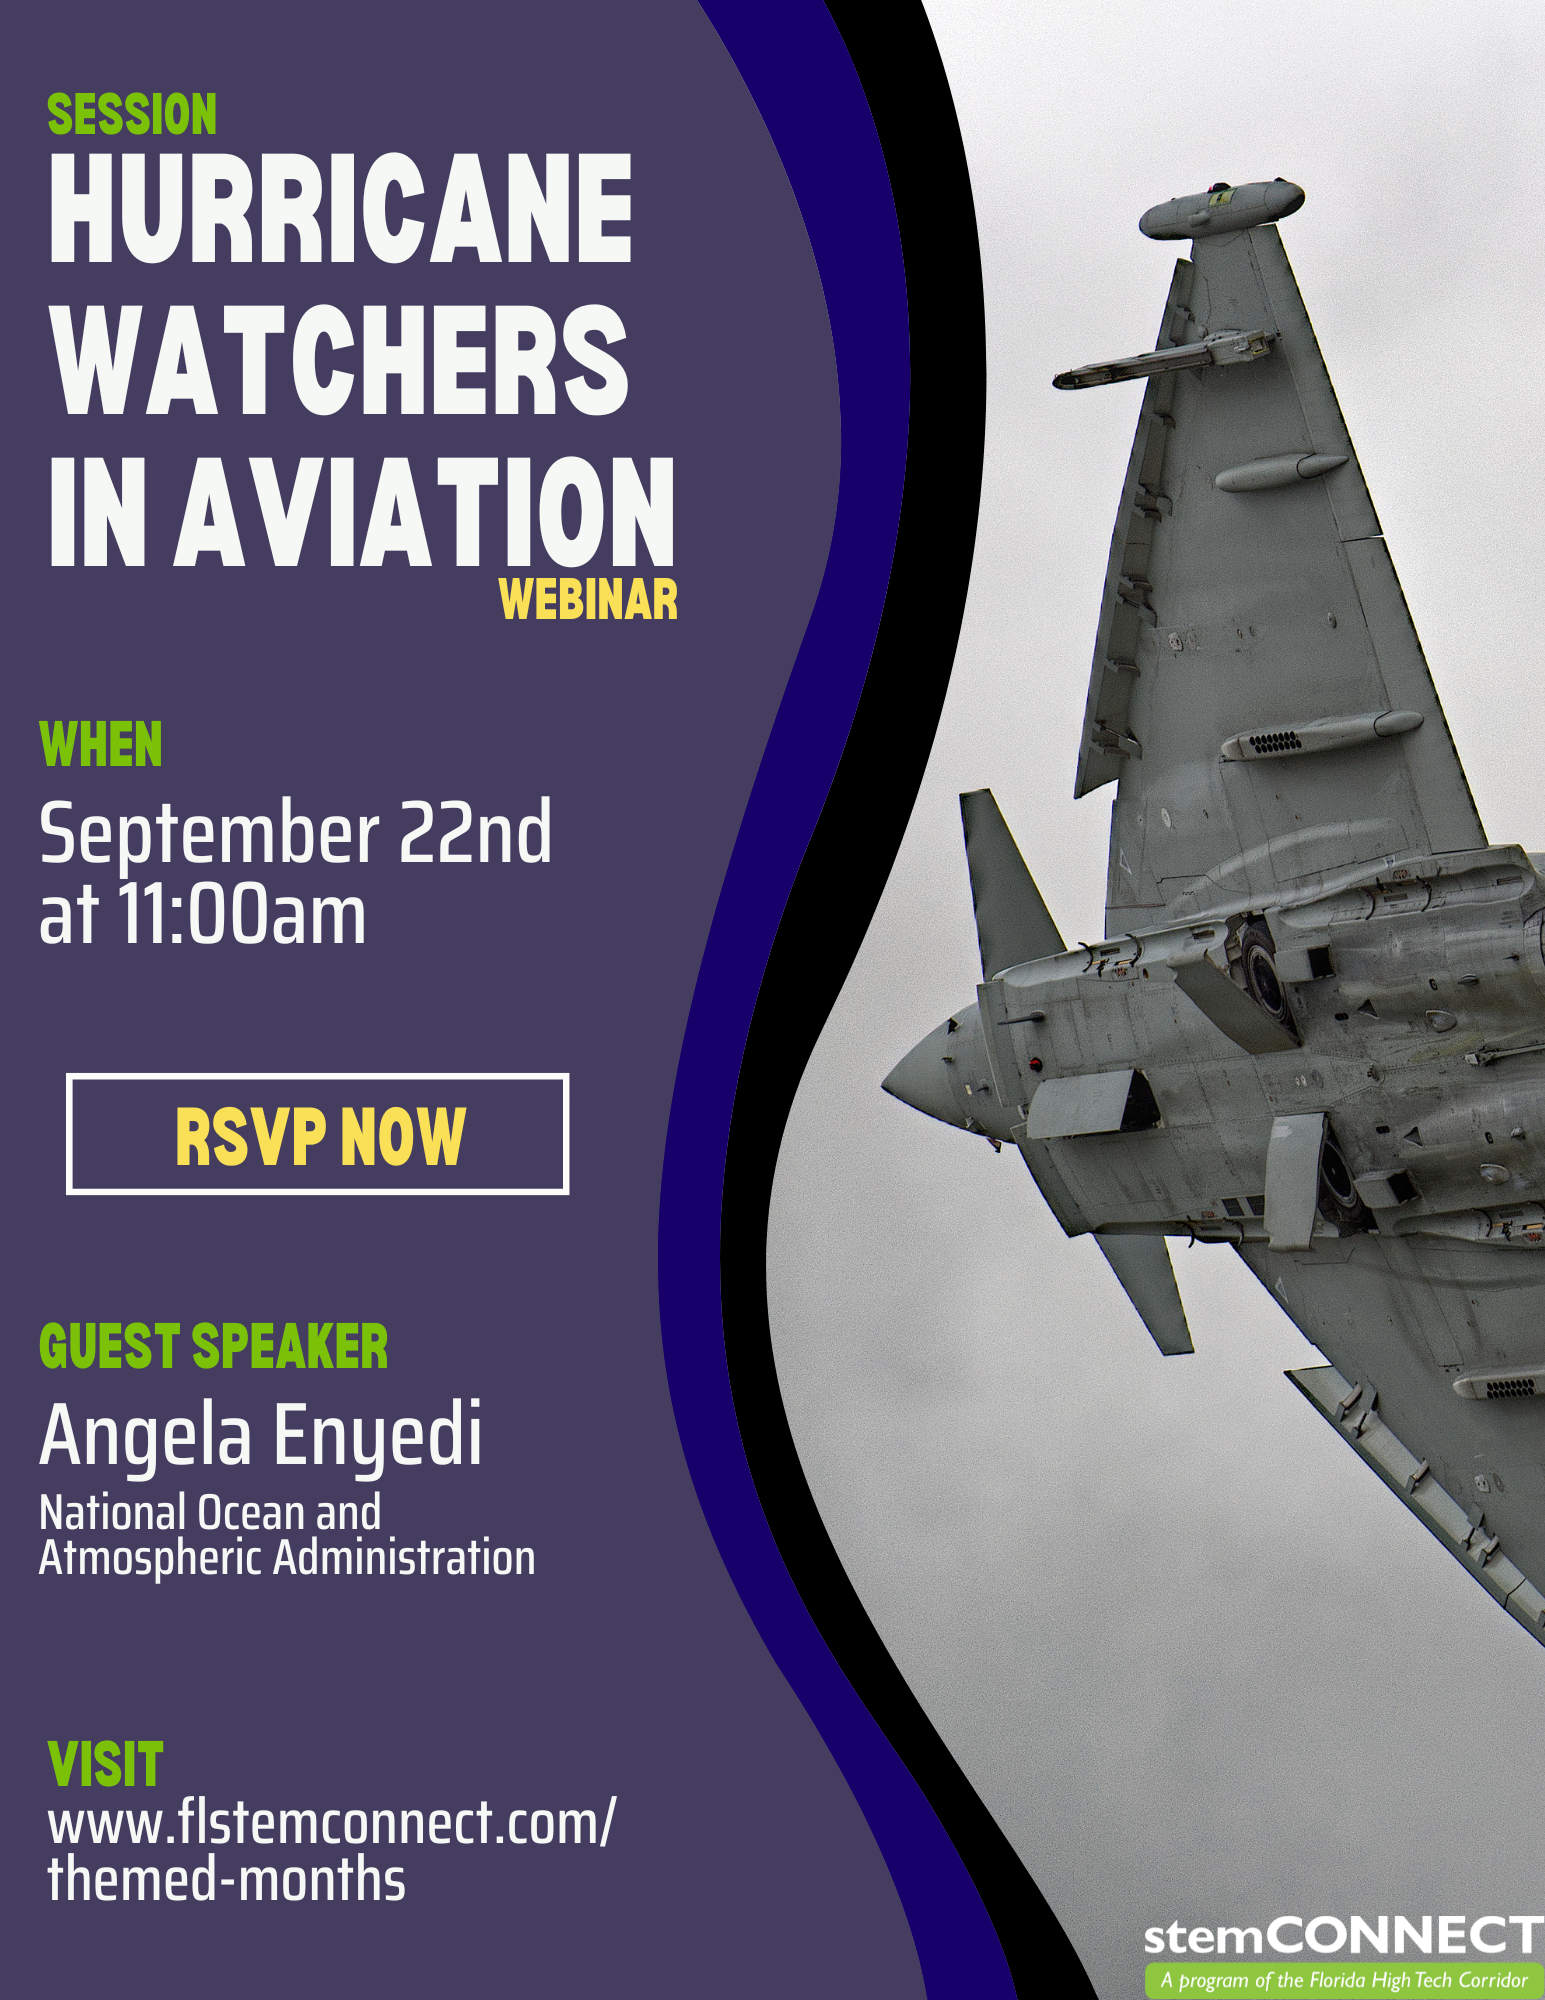 SESSION
HURRICANE
WATCHERS
IN AVIATION
WEBINAR
WHEN
September 22nd
at 11:00am
RSVP NOW
GUEST SPEAKER
Angela Enyedi
National Ocean and
Atmospheric Administration
VISIT
www.flstemconnect.com/
themed-months
stemCONNECT
A program of the Florida High Tech Corridor